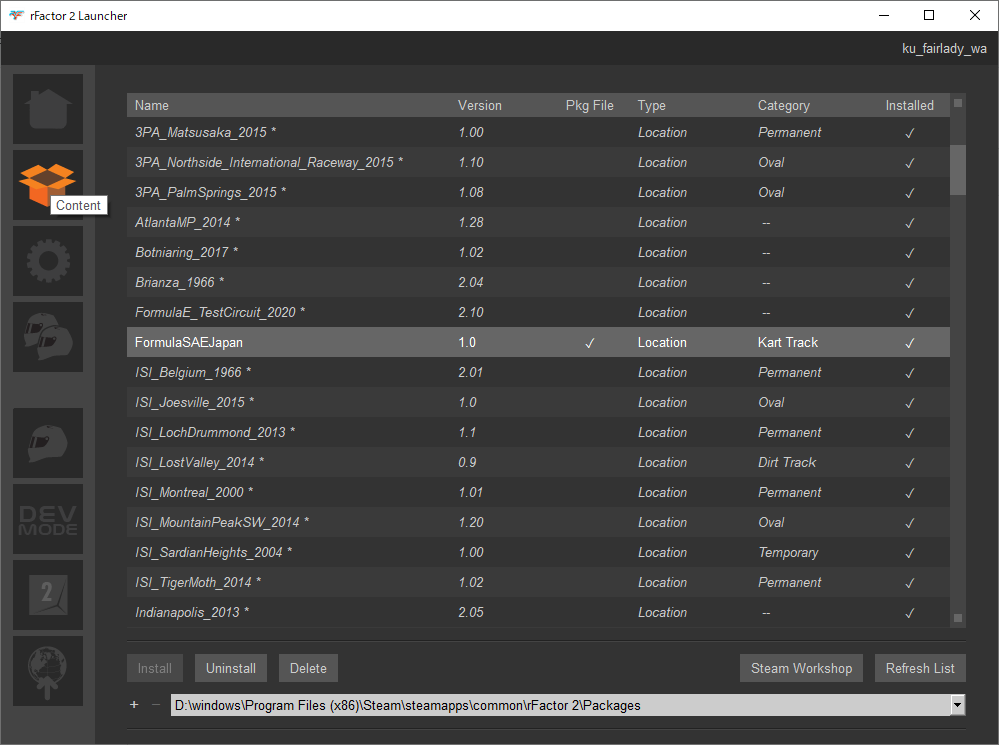 rFactor 2 Launcher
ku_fairlady_wa
Name Version Pkg File Type Category Installed
3PA_Matsusaka_2015 * 1.00 Location Permanent ✓
3PA_Northside_International_Raceway_2015 * 1.10 Location Oval ✓
3PA_PalmSprings_2015 * 1.08 Location Oval ✓
Content
AtlantaMP_2014 * 1.28 Location -- ✓
Botniaring_2017 * 1.02 Location -- ✓
Brianza_1966 * 2.04 Location -- ✓
FormulaE_TestCircuit_2020 * 2.10 Location -- ✓
FormulaSAEJapan 1.0 ✓ Location Kart Track ✓
ISI_Belgium_1966 * 2.01 Location Permanent ✓
ISI_Joesville_2015 * 1.0 Location Oval ✓
ISI_LochDrummond_2013 * 1.1 Location Permanent ✓
ISI_LostValley_2014 * 0.9 Location Dirt Track ✓
ISI_Montreal_2000 * 1.01 Location Permanent ✓
ISI_MountainPeakSW_2014 * 1.20 Location Oval ✓
ISI_SardianHeights_2004 * 1.00 Location Temporary ✓
ISI_TigerMoth_2014 * 1.02 Location Permanent ✓
Indianapolis_2013 * 2.05 Location -- ✓
DEV
MODE
2
Install Uninstall Delete Steam Workshop Refresh List
+ − D:\windows\Program Files (x86)\Steam\steamapps\common\rFactor 2\Packages